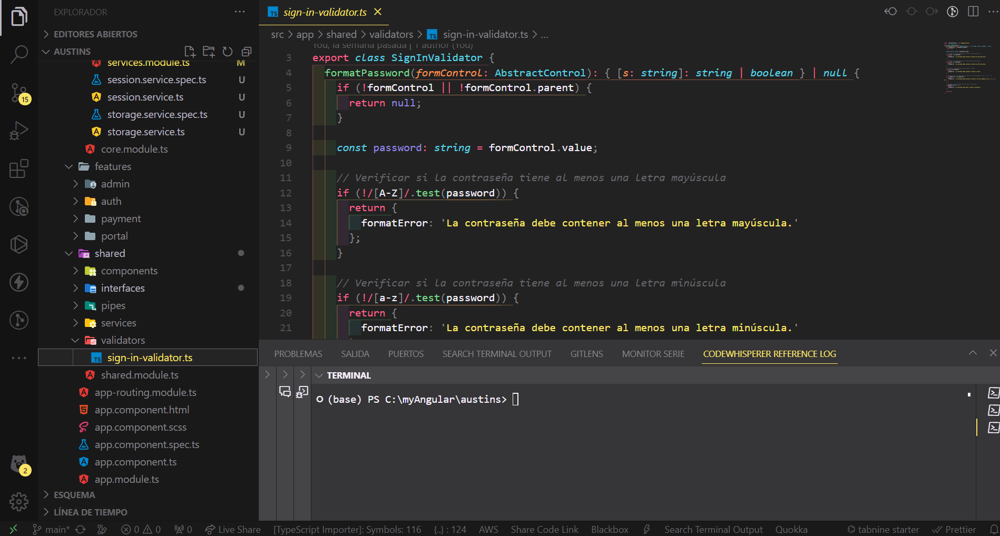 EXPLORADOR
EDITORES ABIERTOS
AUSTINS
services.module.ts M
session.service.spec.ts U
session.service.ts U
storage.service.spec.ts U
storage.service.ts U
core.module.ts
features
admin
auth
payment
portal
shared
components
interfaces
pipes
services
validators
sign-in-validator.ts
shared.module.ts
app-routing.module.ts
app.component.html
app.component.scss
app.component.spec.ts
app.component.ts
app.module.ts
ESQUEMA
LÍNEA DE TIEMPO
15
2
TS sign-in-validator.ts
src > app > shared > validators > TS sign-in-validator.ts > ...
You, la semana pasada | 1 author (You)
3 export class SignInValidator {
4 formatPassword(formControl: AbstractControl): { [s: string]: string | boolean } | null {
5 if (!formControl || !formControl.parent) {
6 return null;
7 }
8
9 const password: string = formControl.value;
10
11 // Verificar si la contraseña tiene al menos una letra mayúscula
12 if (!/[A-Z]/.test(password)) {
13 return {
14 formatError: 'La contraseña debe contener al menos una letra mayúscula.'
15 };
16 }
17
18 // Verificar si la contraseña tiene al menos una letra minúscula
19 if (!/[a-z]/.test(password)) {
20 return {
21 formatError: 'La contraseña debe contener al menos una letra minúscula.'
PROBLEMAS SALIDA PUERTOS SEARCH TERMINAL OUTPUT GITLENS MONITOR SERIE CODEWHISPERER REFERENCE LOG
TERMINAL
(base) PS C:\myAngular\austins>
main* 0 0 0 Live Share [TypeScript Importer]: Symbols: 116 {..} : 124 AWS Share Code Link Blackbox Search Terminal Output Quokka tabnine starter Prettier